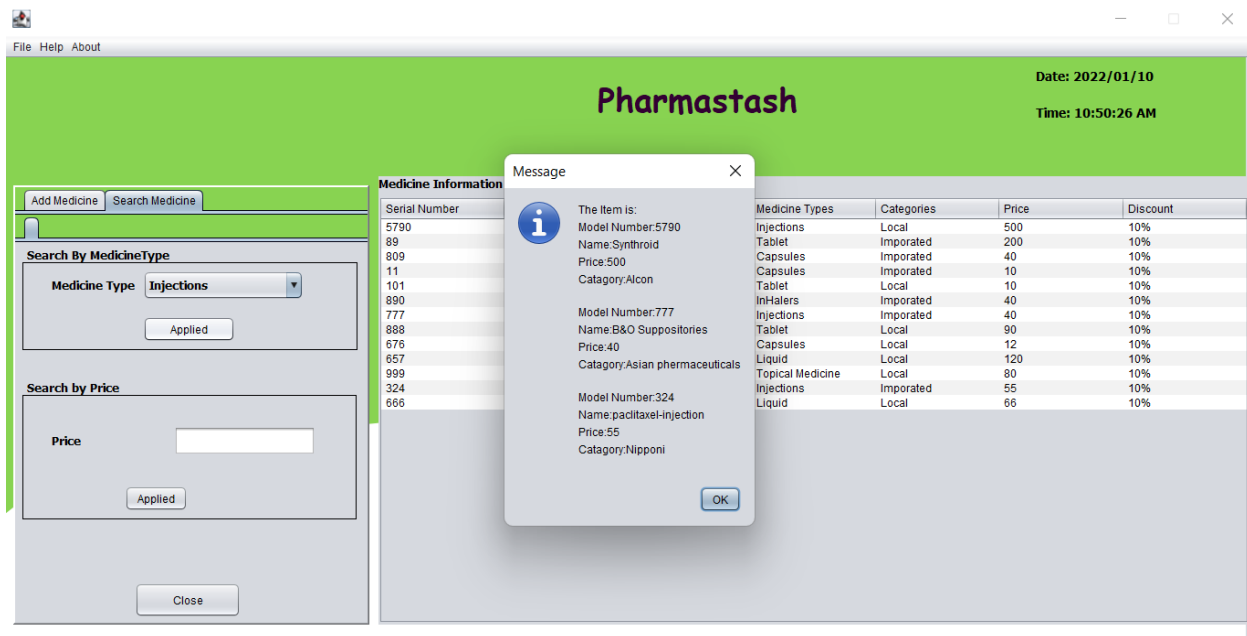 File Help About
Pharmastash
Date: 2022/01/10
Time: 10:50:26 AM
Add Medicine Search Medicine
Search By MedicineType
Medicine Type Injections
Applied
Search by Price
Price
Applied
Close
Message
The Item is:
Model Number:5790
Name:Synthroid
Price:500
Catagory:Alcon
Model Number:777
Name:B&O Suppositories
Price:40
Catagory:Asian phermaceuticals
Model Number:324
Name:paclitaxel-injection
Price:55
Catagory:Nipponi
OK
Medicine Information
Serial Number Medicine Types Categories Price Discount
5790 Injections Local 500 10%
89 Tablet Imporated 200 10%
809 Capsules Imporated 40 10%
11 Capsules Imporated 10 10%
101 Tablet Local 10 10%
890 InHalers Imporated 40 10%
777 Injections Imporated 40 10%
888 Tablet Local 90 10%
676 Capsules Local 12 10%
657 Liquid Local 120 10%
999 Topical Medicine Local 80 10%
324 Injections Imporated 55 10%
666 Liquid Local 66 10%